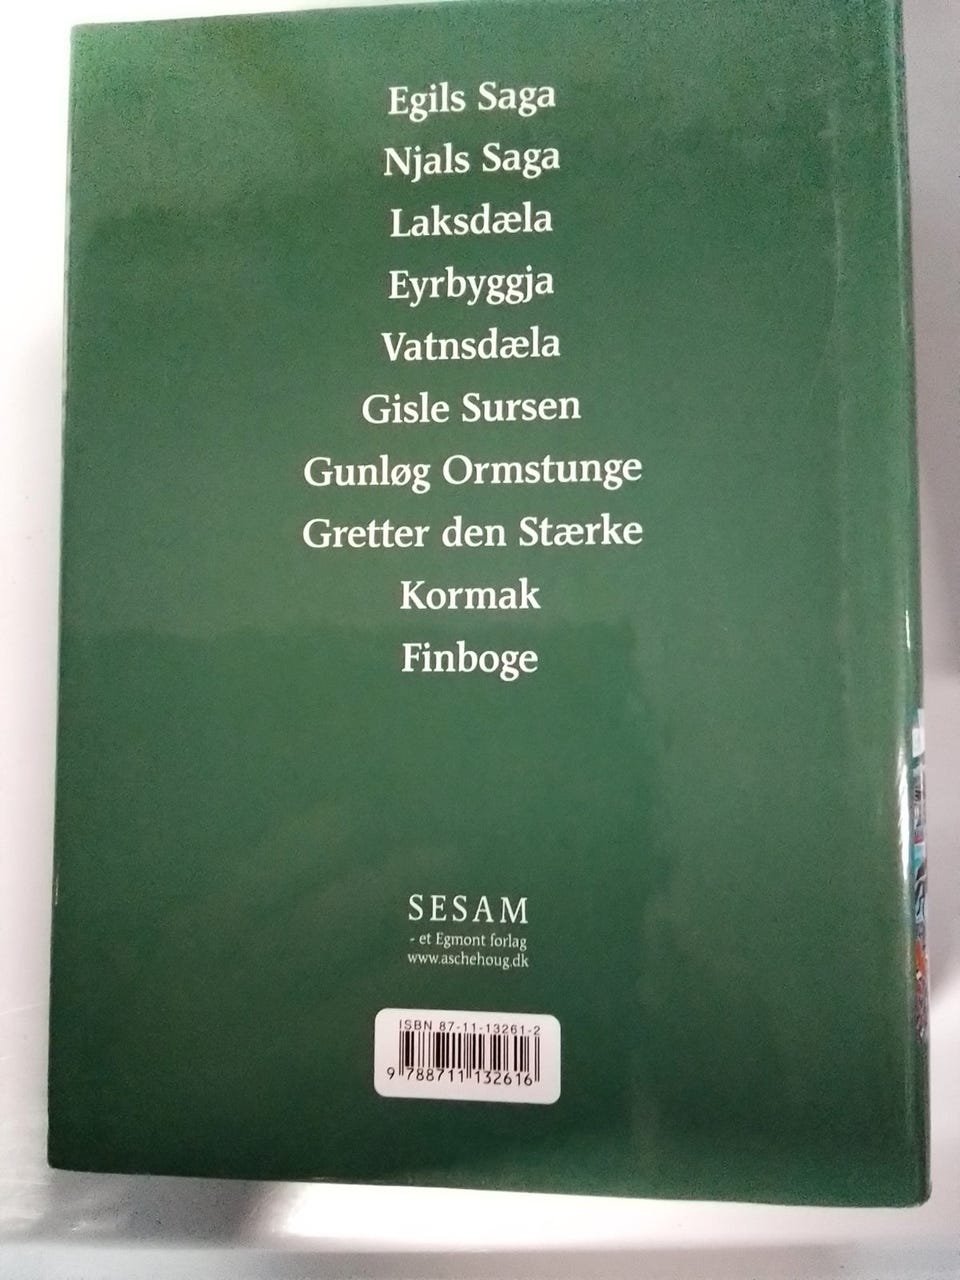 Egils Saga
Njals Saga
Laksdæla
Eyrbyggja
Vatnsdæla
Gisle Sursen
Gunløg Ormstunge
Gretter den Stærke
Kormak
Finboge
SESAM
- et Egmont forlag
www.aschehoug.dk
ISBN 87-11-13261-2
9 788711 132616